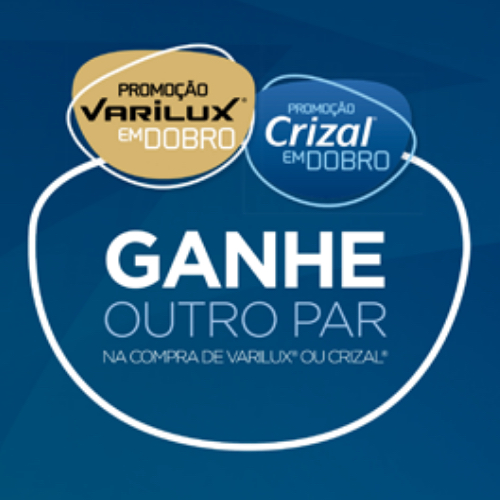 PROMOÇÃO
VARILUX®
EM DOBRO
PROMOÇÃO
Crizal®
EM DOBRO
GANHE
OUTRO PAR
NA COMPRA DE VARILUX® OU CRIZAL®